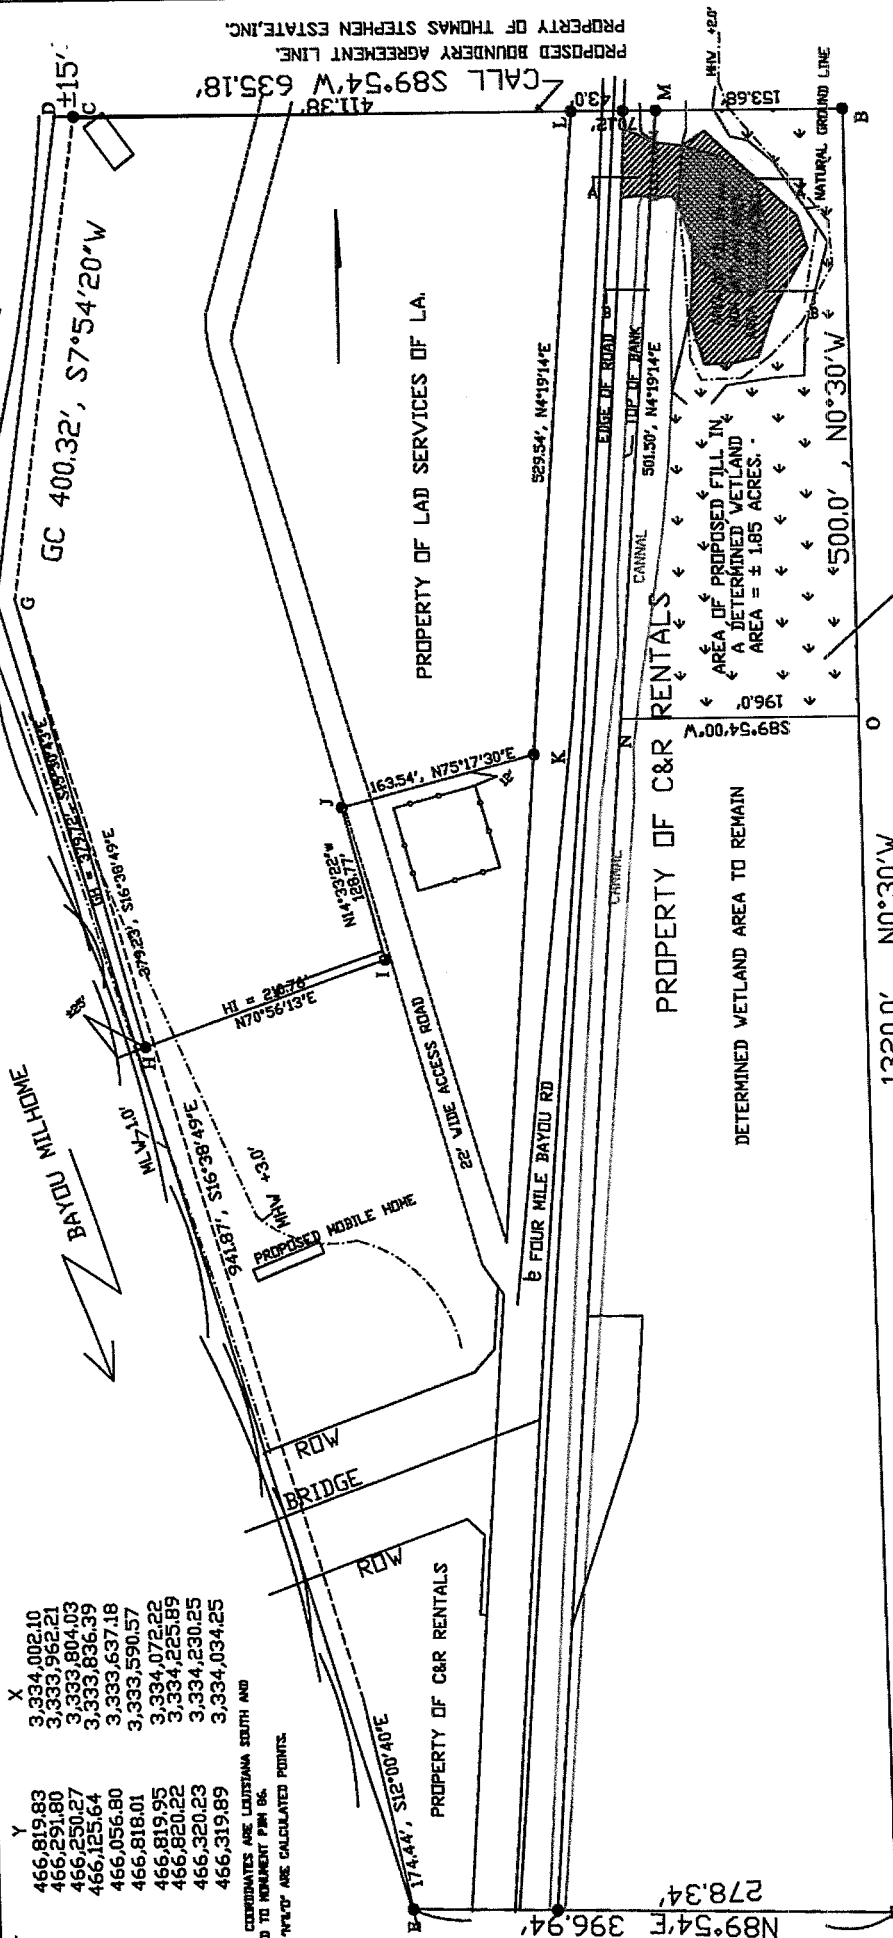 PROPERTY OF THOMAS STEPHEN ESTATE,INC.
PROPOSED BOUNDERY AGREEMENT LINE.
CALL S89°54'W 635.18'
411.38'
43.0'
153.68'
MHW +2.0'
±15'
D
C
L
M
B
NATURAL GROUND LINE
A
B
B
GC 400.32', S7°54'20"W
G
PROPERTY OF LAD SERVICES OF LA.
529.54', N4°19'14"E
EDGE OF ROAD
TOP OF BANK
501.50', N4°19'14"E
CANNAL
AREA OF PROPOSED FILL IN
A DETERMINED WETLAND
AREA = ± 1.85 ACRES.
500.0' , N0°30'W
196.0'
S89°54'00"W
N
O
K
J
163.54', N75°17'30"E
12'
N14°33'22"W
128.77'
I
379.23', S16°38'49"E
±25'
H
N70°56'13"E
CANNAL
PROPERTY OF C&R RENTALS
DETERMINED WETLAND AREA TO REMAIN
1320.0' N0°30'W
BAYOU MILHOME
MLW 1.0'
941.87', S16°38'49"E
MHW +3.0'
PROPOSED MOBILE HOME
22' WIDE ACCESS ROAD
FOUR MILE BAYOU RD
ROW
BRIDGE
ROW
PROPERTY OF C&R RENTALS
174.44', S12°00'40"E
N89°54'E 396.94'
278.34'
Y X
466,819.83 3,334,002.10
466,291.80 3,333,962.21
466,250.27 3,333,804.03
466,125.64 3,333,836.39
466,056.80 3,333,637.18
466,818.01 3,333,590.57
466,819.95 3,334,072.22
466,820.22 3,334,225.89
466,320.23 3,334,230.25
466,319.89 3,334,034.25
COORDINATES ARE LOUISIANA SOUTH AND
TO MONUMENT
ARE CALCULATED POINTS.